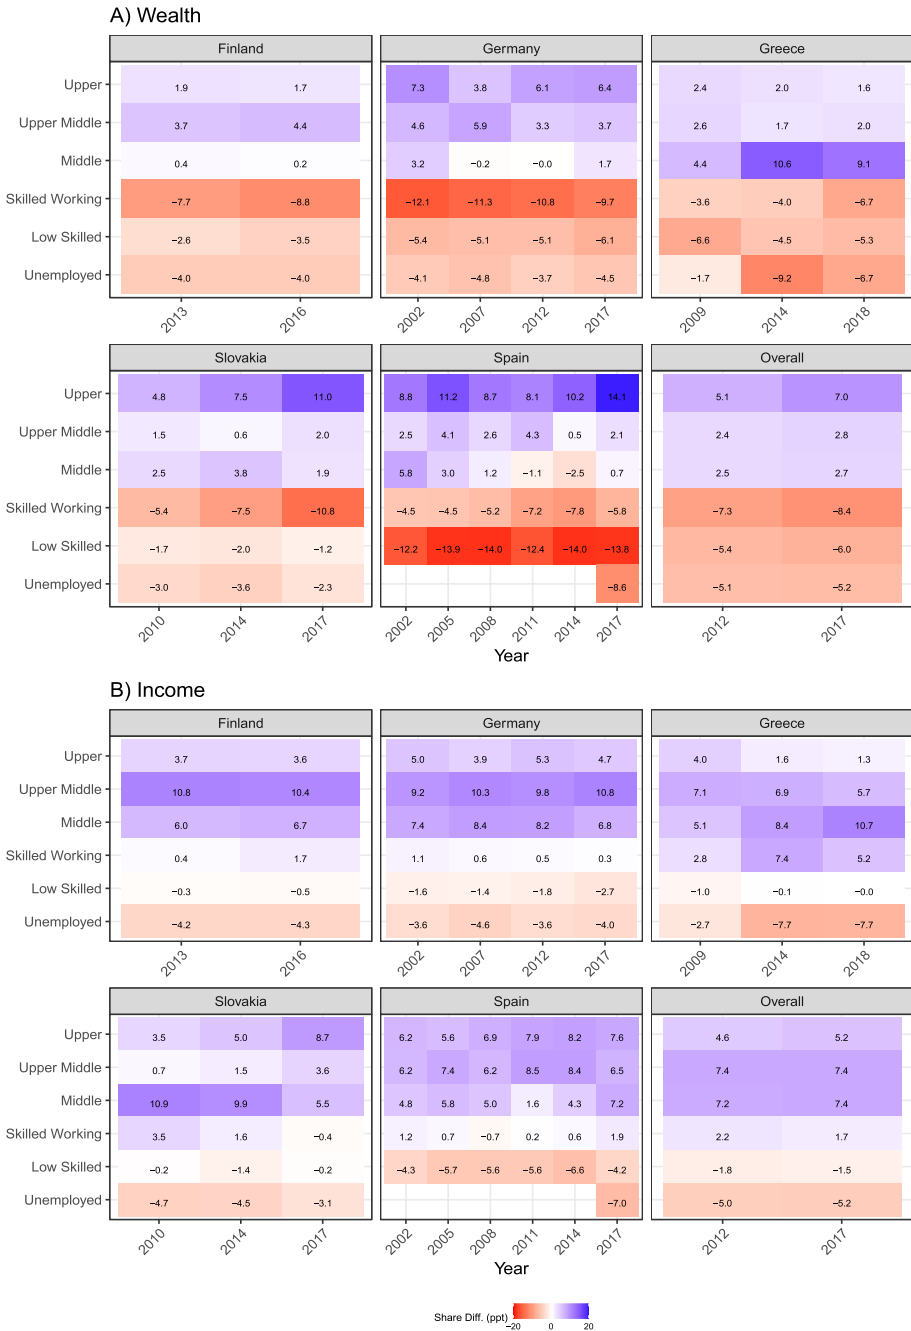 A) Wealth
Finland Germany Greece
Upper 1.9 1.7 7.3 3.8 6.1 6.4 2.4 2.0 1.6
Upper Middle 3.7 4.4 4.6 5.9 3.3 3.7 2.6 1.7 2.0
Middle 0.4 0.2 3.2 −0.2 −0.0 1.7 4.4 10.6 9.1
Skilled Working −7.7 −8.8 −12.1 −11.3 −10.8 −9.7 −3.6 −4.0 −6.7
Low Skilled −2.6 −3.5 −5.4 −5.1 −5.1 −6.1 −6.6 −4.5 −5.3
Unemployed −4.0 −4.0 −4.1 −4.8 −3.7 −4.5 −1.7 −9.2 −6.7
2013 2016 2002 2007 2012 2017 2009 2014 2018
Slovakia Spain Overall
Upper 4.8 7.5 11.0 8.8 11.2 8.7 8.1 10.2 14.1 5.1 7.0
Upper Middle 1.5 0.6 2.0 2.5 4.1 2.6 4.3 0.5 2.1 2.4 2.8
Middle 2.5 3.8 1.9 5.8 3.0 1.2 −1.1 −2.5 0.7 2.5 2.7
Skilled Working −5.4 −7.5 −10.8 −4.5 −4.5 −5.2 −7.2 −7.8 −5.8 −7.3 −8.4
Low Skilled −1.7 −2.0 −1.2 −12.2 −13.9 −14.0 −12.4 −14.0 −13.8 −5.4 −6.0
Unemployed −3.0 −3.6 −2.3 −8.6 −5.1 −5.2
2010 2014 2017 2002 2005 2008 2011 2014 2017 2012 2017
Year
B) Income
Finland Germany Greece
Upper 3.7 3.6 5.0 3.9 5.3 4.7 4.0 1.6 1.3
Upper Middle 10.8 10.4 9.2 10.3 9.8 10.8 7.1 6.9 5.7
Middle 6.0 6.7 7.4 8.4 8.2 6.8 5.1 8.4 10.7
Skilled Working 0.4 1.7 1.1 0.6 0.5 0.3 2.8 7.4 5.2
Low Skilled −0.3 −0.5 −1.6 −1.4 −1.8 −2.7 −1.0 −0.1 −0.0
Unemployed −4.2 −4.3 −3.6 −4.6 −3.6 −4.0 −2.7 −7.7 −7.7
2013 2016 2002 2007 2012 2017 2009 2014 2018
Slovakia Spain Overall
Upper 3.5 5.0 8.7 6.2 5.6 6.9 7.9 8.2 7.6 4.6 5.2
Upper Middle 0.7 1.5 3.6 6.2 7.4 6.2 8.5 8.4 6.5 7.4 7.4
Middle 10.9 9.9 5.5 4.8 5.8 5.0 1.6 4.3 7.2 7.2 7.4
Skilled Working 3.5 1.6 −0.4 1.2 0.7 −0.7 0.2 0.6 1.9 2.2 1.7
Low Skilled −0.2 −1.4 −0.2 −4.3 −5.7 −5.6 −5.6 −6.6 −4.2 −1.8 −1.5
Unemployed −4.7 −4.5 −3.1 −7.0 −5.0 −5.2
2010 2014 2017 2002 2005 2008 2011 2014 2017 2012 2017
Year
Share Diff. (ppt)
−20 0 20